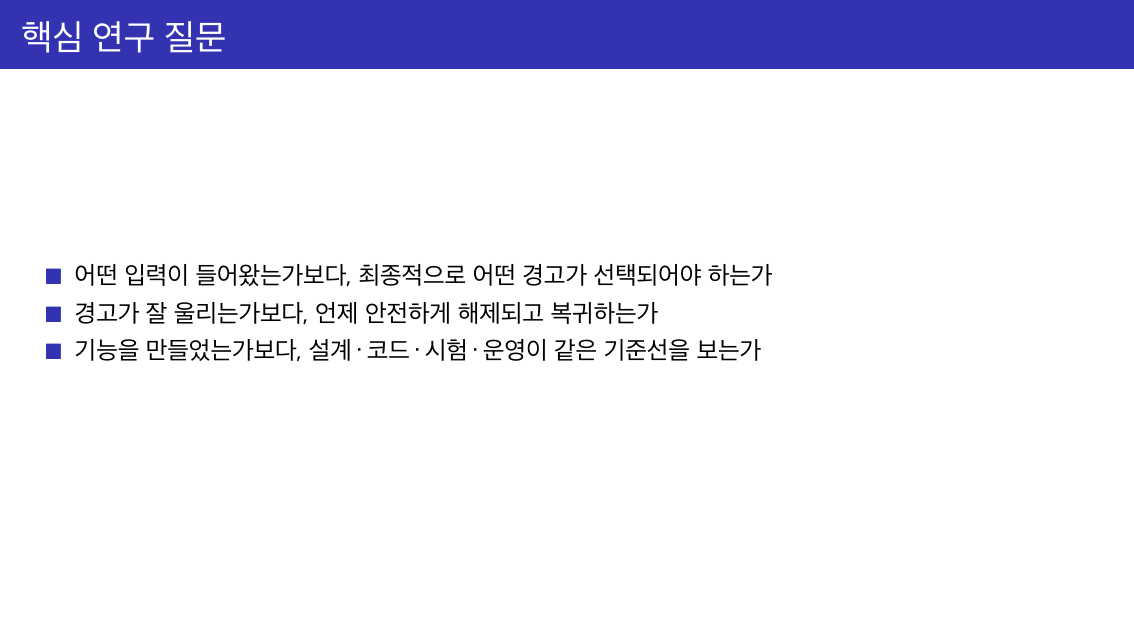 핵심 연구 질문
어떤 입력이 들어왔는가보다, 최종적으로 어떤 경고가 선택되어야 하는가
경고가 잘 울리는가보다, 언제 안전하게 해제되고 복귀하는가
기능을 만들었는가보다, 설계·코드·시험·운영이 같은 기준선을 보는가